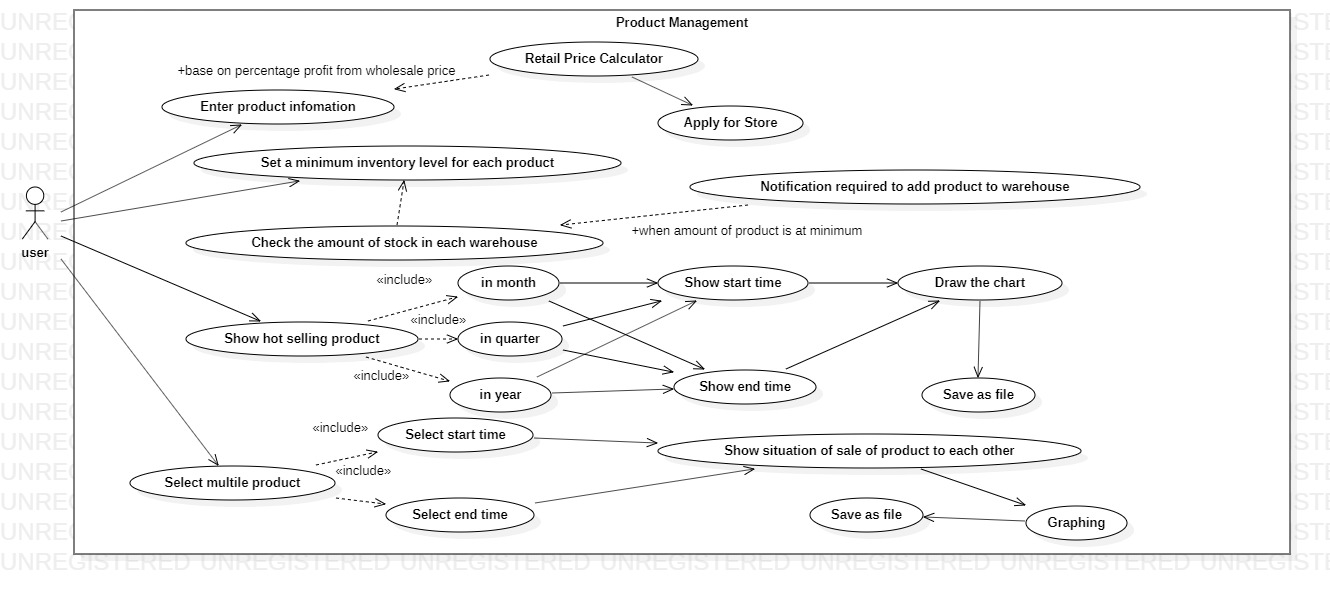 Product Management
Retail Price Calculator
+base on percentage profit from wholesale price
Enter product infomation
Apply for Store
Set a minimum inventory level for each product
Notification required to add product to warehouse
+when amount of product is at minimum
Check the amount of stock in each warehouse
user
«include»
in month
Show start time
Draw the chart
«include»
Show hot selling product
in quarter
«include»
Show end time
in year
Save as file
«include»
Select start time
Show situation of sale of product to each other
«include»
Select multile product
Select end time
Save as file
Graphing
UNREGISTERED UNREGISTERED UNREGISTERED UNREGISTERED UNREGISTERED UNREGISTERED